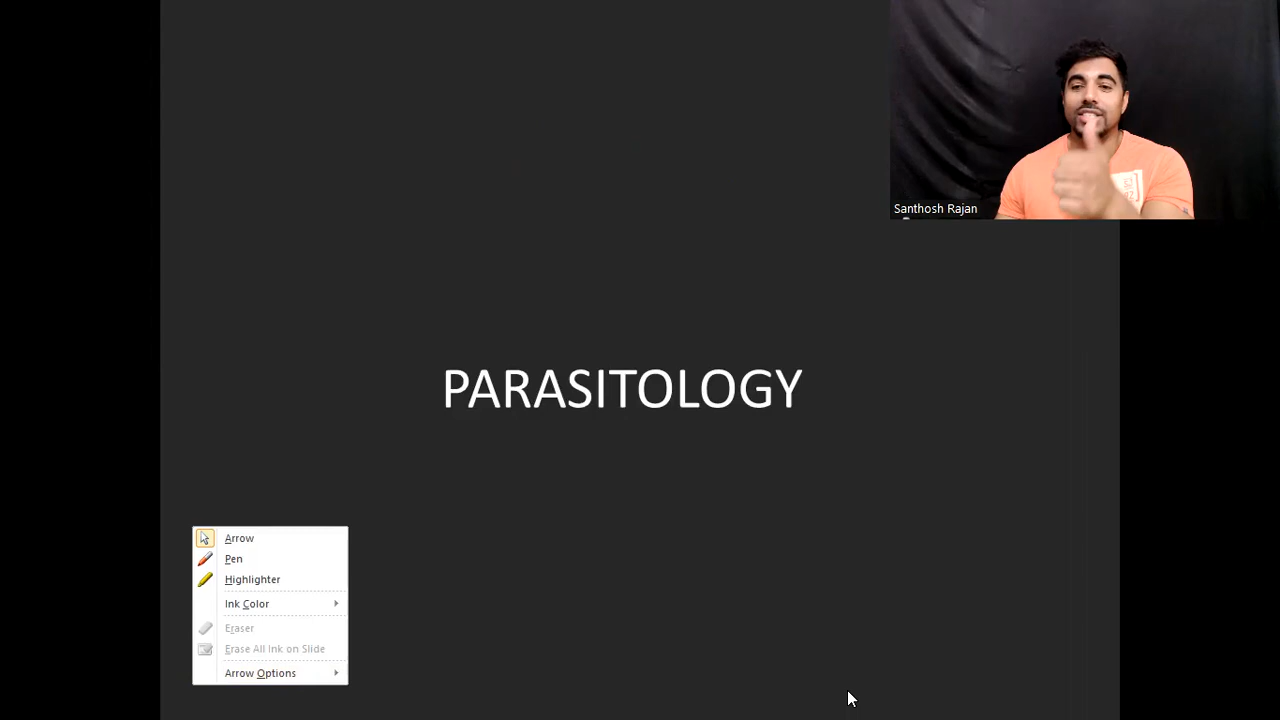 Santhosh Rajan
PARASITOLOGY
Arrow
Pen
Highlighter
Ink Color
Eraser
Erase All Ink on Slide
Arrow Options